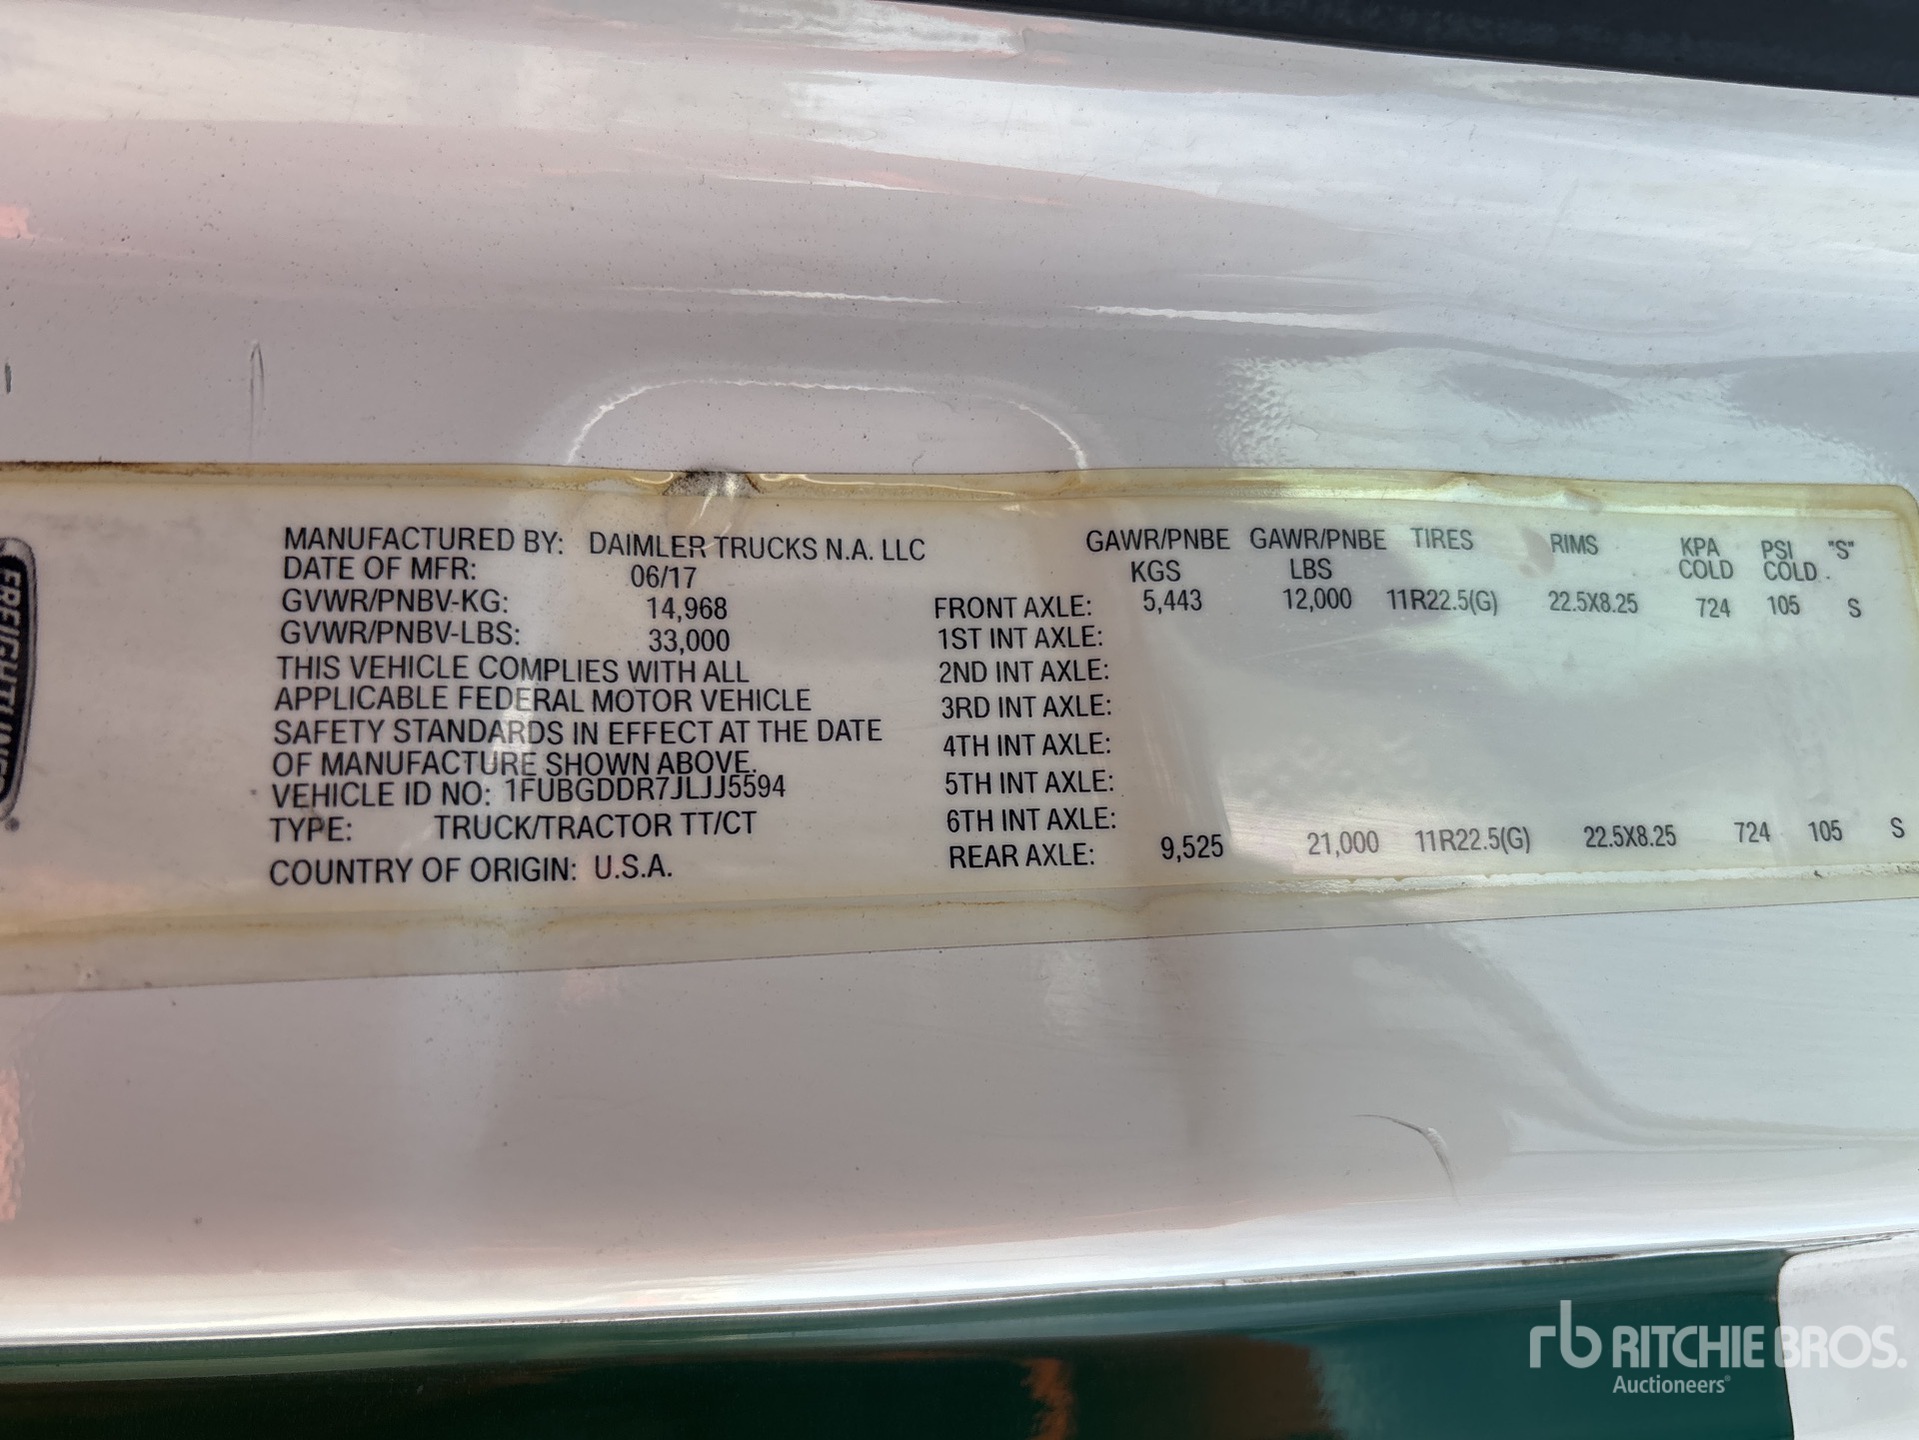 FREIGHTLINER
MANUFACTURED BY: DAIMLER TRUCKS N.A. LLC
DATE OF MFR: 06/17
GVWR/PNBV-KG: 14,968
GVWR/PNBV-LBS: 33,000
THIS VEHICLE COMPLIES WITH ALL
APPLICABLE FEDERAL MOTOR VEHICLE
SAFETY STANDARDS IN EFFECT AT THE DATE
OF MANUFACTURE SHOWN ABOVE.
VEHICLE ID NO: 1FUBGDDR7JLJJ5594
TYPE: TRUCK/TRACTOR TT/CT
COUNTRY OF ORIGIN: U.S.A.
GAWR/PNBE GAWR/PNBE TIRES RIMS KPA PSI "S"
KGS LBS COLD COLD
FRONT AXLE: 5,443 12,000 11R22.5(G) 22.5X8.25 724 105 S
1ST INT AXLE:
2ND INT AXLE:
3RD INT AXLE:
4TH INT AXLE:
5TH INT AXLE:
6TH INT AXLE:
REAR AXLE: 9,525 21,000 11R22.5(G) 22.5X8.25 724 105 S
rb RITCHIE BROS.
Auctioneers®